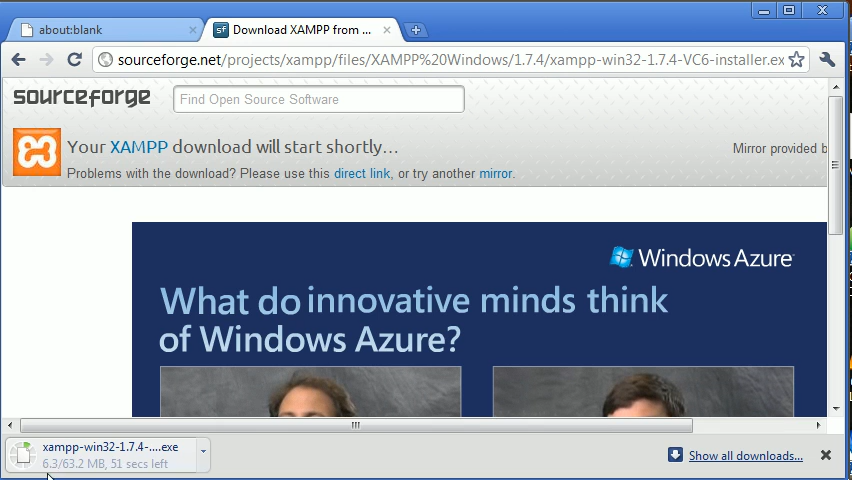 about:blank
Download XAMPP from ...
sourceforge.net/projects/xampp/files/XAMPP%20Windows/1.7.4/xampp-win32-1.7.4-VC6-installer.ex
sourceforge
Find Open Source Software
Your XAMPP download will start shortly...
Mirror provided b
Problems with the download? Please use this direct link, or try another mirror.
Windows Azure
What do innovative minds think
of Windows Azure?
xampp-win32-1.7.4-....exe
6.3/63.2 MB, 51 secs left
Show all downloads...